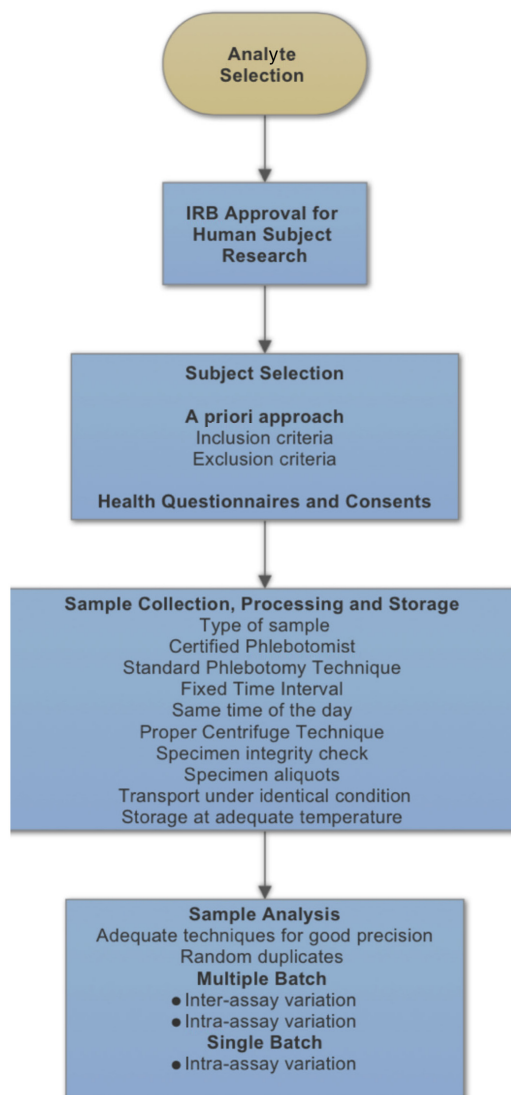 Analyte
Selection
IRB Approval for
Human Subject
Research
Subject Selection
A priori approach
Inclusion criteria
Exclusion criteria
Health Questionnaires and Consents
Sample Collection, Processing and Storage
Type of sample
Certified Phlebotomist
Standard Phlebotomy Technique
Fixed Time Interval
Same time of the day
Proper Centrifuge Technique
Specimen integrity check
Specimen aliquots
Transport under identical condition
Storage at adequate temperature
Sample Analysis
Adequate techniques for good precision
Random duplicates
Multiple Batch
● Inter-assay variation
● Intra-assay variation
Single Batch
● Intra-assay variation